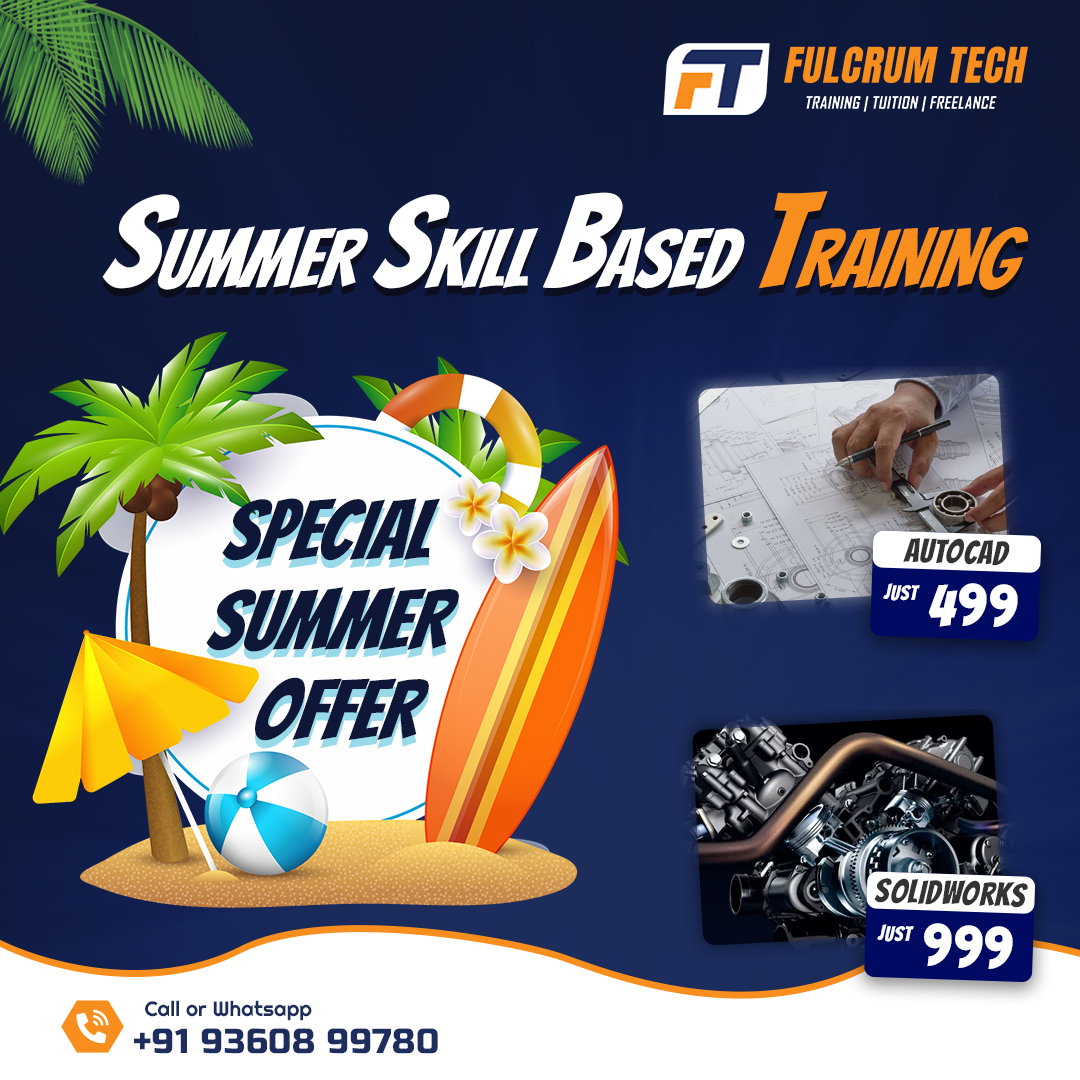 FT FULCRUM TECH
TRAINING | TUITION | FREELANCE
SUMMER SKILL BASED TRAINING
SPECIAL
SUMMER
OFFER
AUTOCAD
JUST 499
SOLIDWORKS
JUST 999
Call or Whatsapp
+91 93608 99780